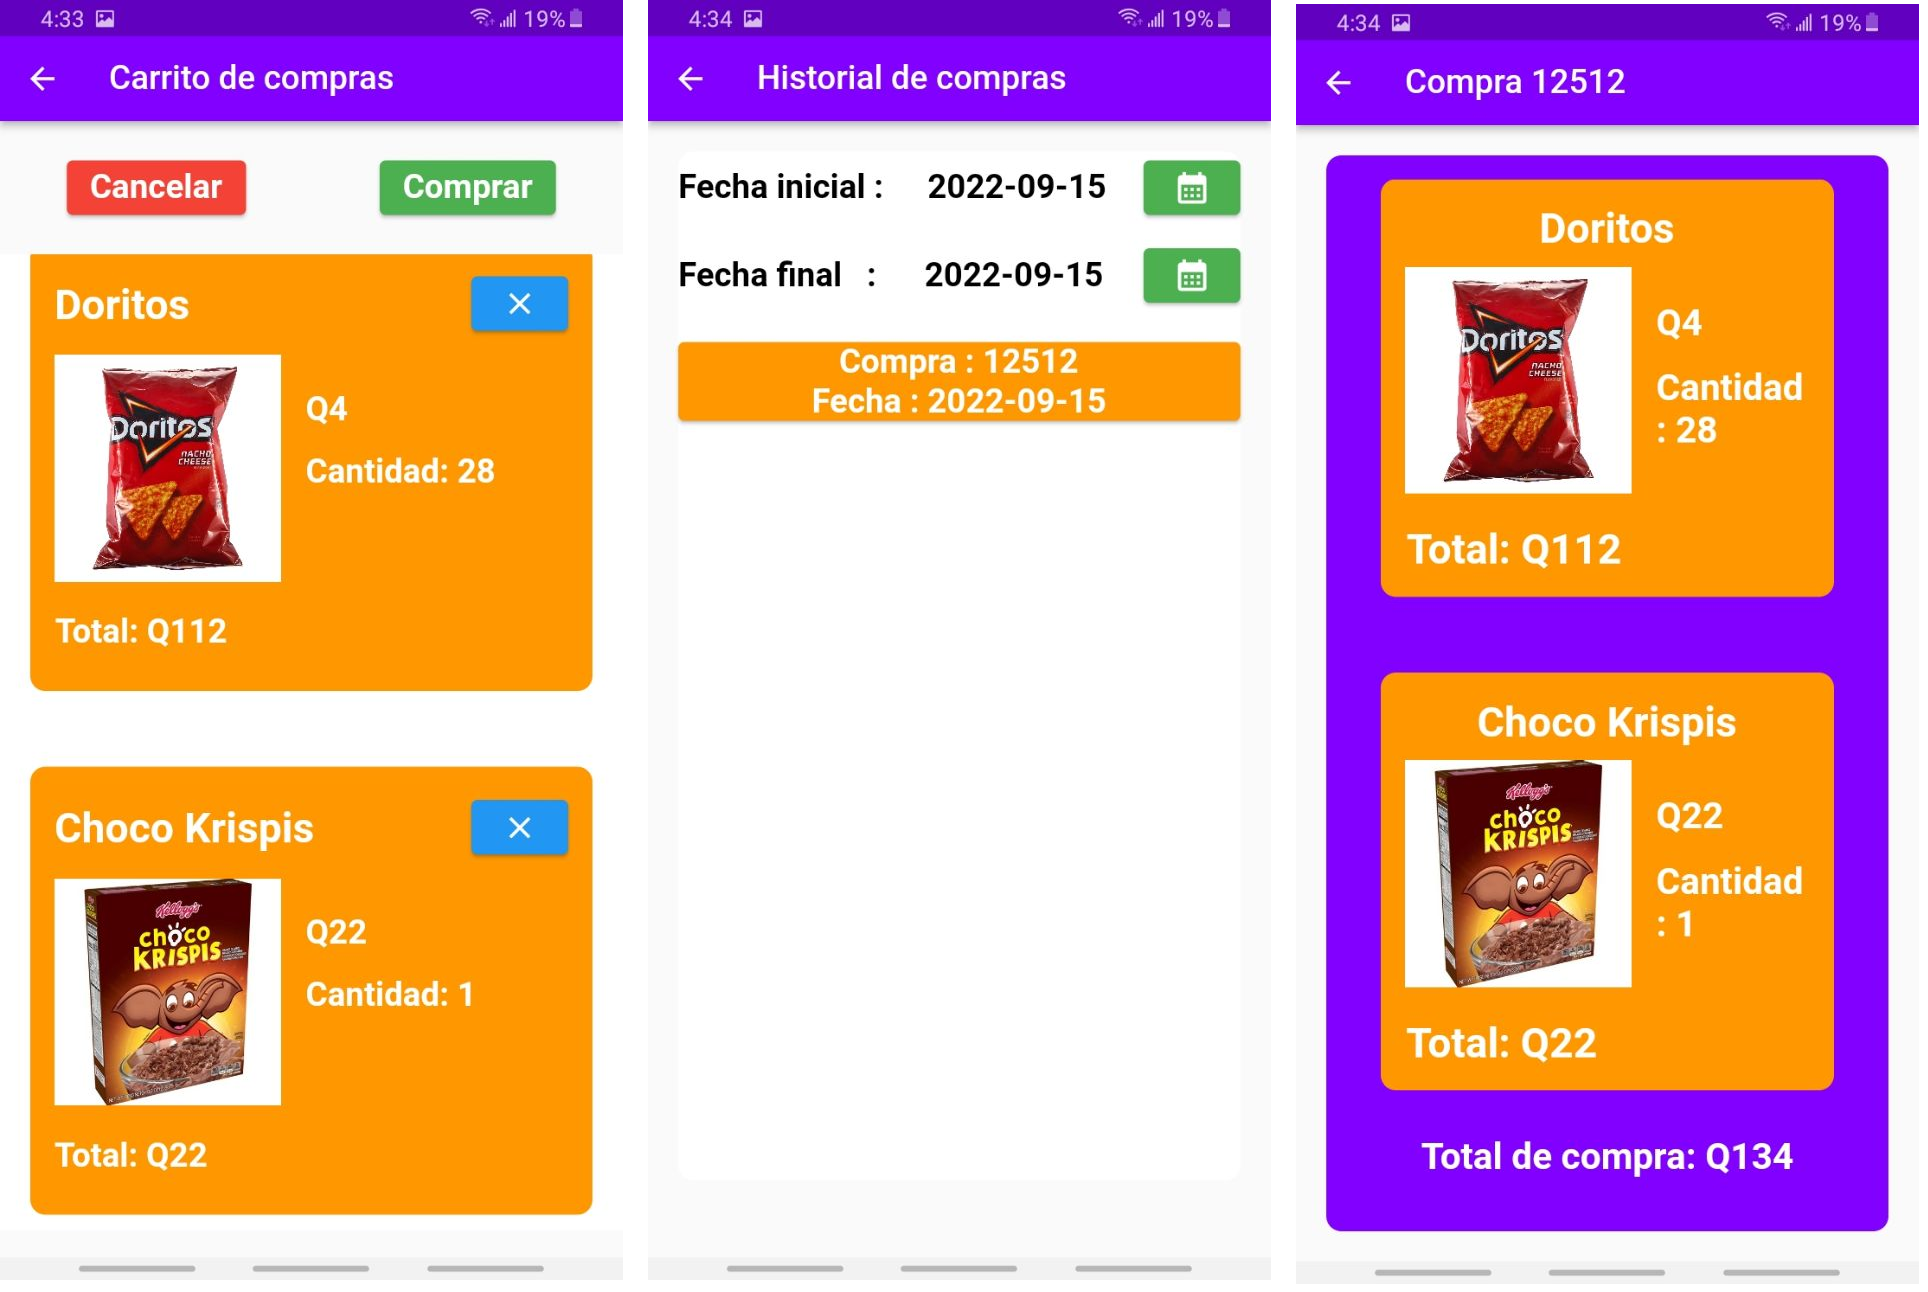 4:33
19%
Carrito de compras
Cancelar
Comprar
Doritos
Doritos
NACHO
CHEESE
Q4
Cantidad: 28
Total: Q112
Choco Krispis
Kellogg's
choco
KRISPIS
Q22
Cantidad: 1
Total: Q22
4:34
19%
Historial de compras
Fecha inicial :
2022-09-15
Fecha final :
2022-09-15
Compra : 12512
Fecha : 2022-09-15
4:34
19%
Compra 12512
Doritos
Doritos
NACHO
CHEESE
Q4
Cantidad
: 28
Total: Q112
Choco Krispis
Kellogg's
choco
KRISPIS
Q22
Cantidad
: 1
Total: Q22
Total de compra: Q134